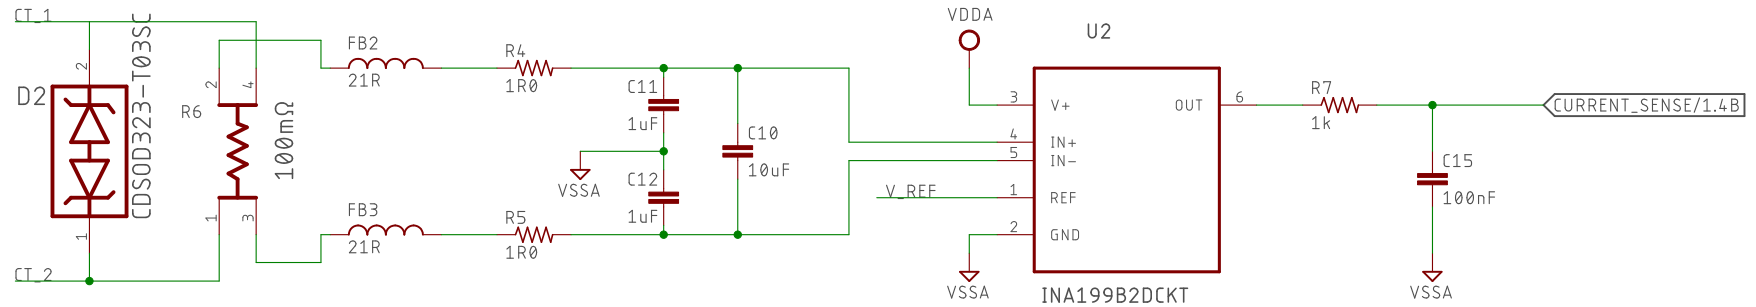 CT_1
CT_2
D2
CDSOD323-T03SC
2
1
R6
100mΩ
2
4
1
3
FB2
21R
FB3
21R
R4
1R0
R5
1R0
C11
1uF
C12
1uF
VSSA
C10
10uF
VDDA
V_REF
VSSA
U2
3 V+
4 IN+
5 IN-
1 REF
2 GND
OUT 6
INA199B2DCKT
R7
1k
C15
100nF
VSSA
CURRENT_SENSE/1.4B